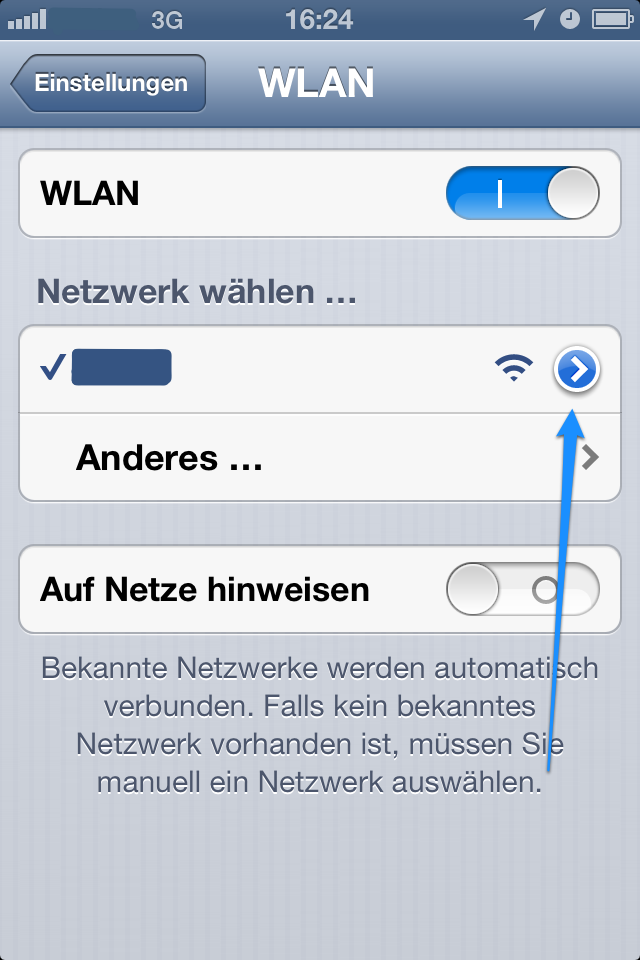 3G 16:24
Einstellungen WLAN
WLAN
Netzwerk wählen ...
Anderes ...
Auf Netze hinweisen
Bekannte Netzwerke werden automatisch
verbunden. Falls kein bekanntes
Netzwerk vorhanden ist, müssen Sie
manuell ein Netzwerk auswählen.